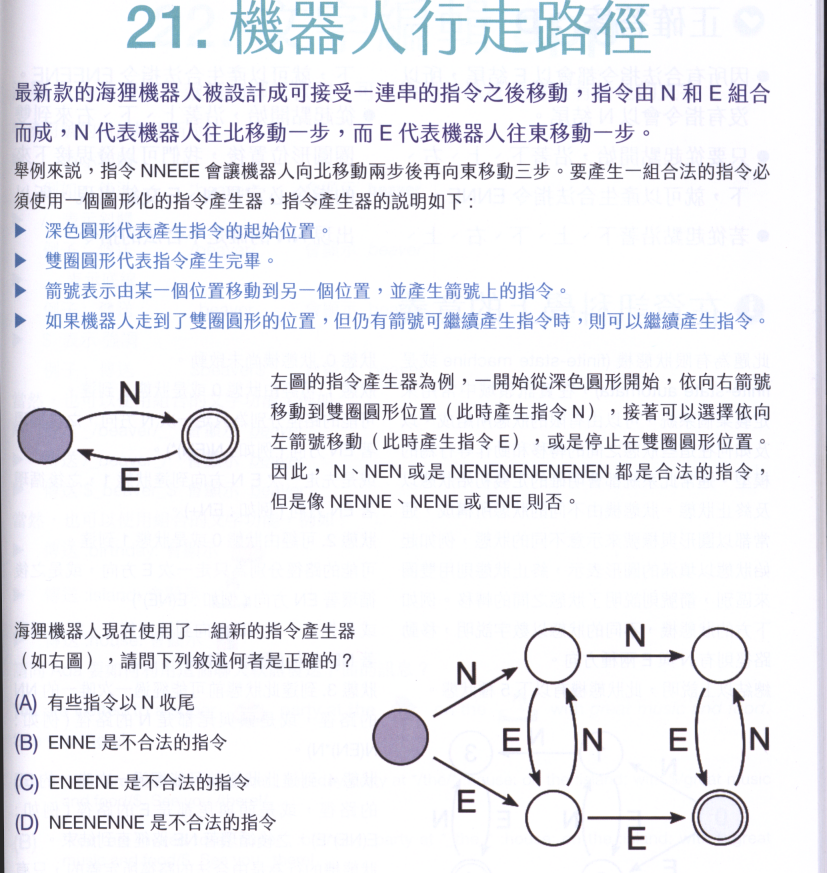 21. 機器人行走路徑
最新款的海狸機器人被設計成可接受一連串的指令之後移動,指令由 N 和 E 組合
而成,N 代表機器人往北移動一步,而 E 代表機器人往東移動一步。
舉例來說,指令 NNEEE 會讓機器人向北移動兩步後再向東移動三步。要產生一組合法的指令必
須使用一個圖形化的指令產生器,指令產生器的說明如下:
▶ 深色圓形代表產生指令的起始位置。
▶ 雙圈圓形代表指令產生完畢。
▶ 箭號表示由某一個位置移動到另一個位置,並產生箭號上的指令。
▶ 如果機器人走到了雙圈圓形的位置,但仍有箭號可繼續產生指令時,則可以繼續產生指令。
N
E
左圖的指令產生器為例,一開始從深色圓形開始,依向右箭號
移動到雙圈圓形位置(此時產生指令 N),接著可以選擇依向
左箭號移動(此時產生指令 E),或是停止在雙圈圓形位置。
因此, N、NEN 或是 NENENENENENEN 都是合法的指令,
但是像 NENNE、NENE 或 ENE 則否。
海狸機器人現在使用了一組新的指令產生器
(如右圖),請問下列敘述何者是正確的?
(A) 有些指令以 N 收尾
(B) ENNE 是不合法的指令
(C) ENEENE 是不合法的指令
(D) NEENENNE 是不合法的指令
N
N
E
N
E
N
E
E